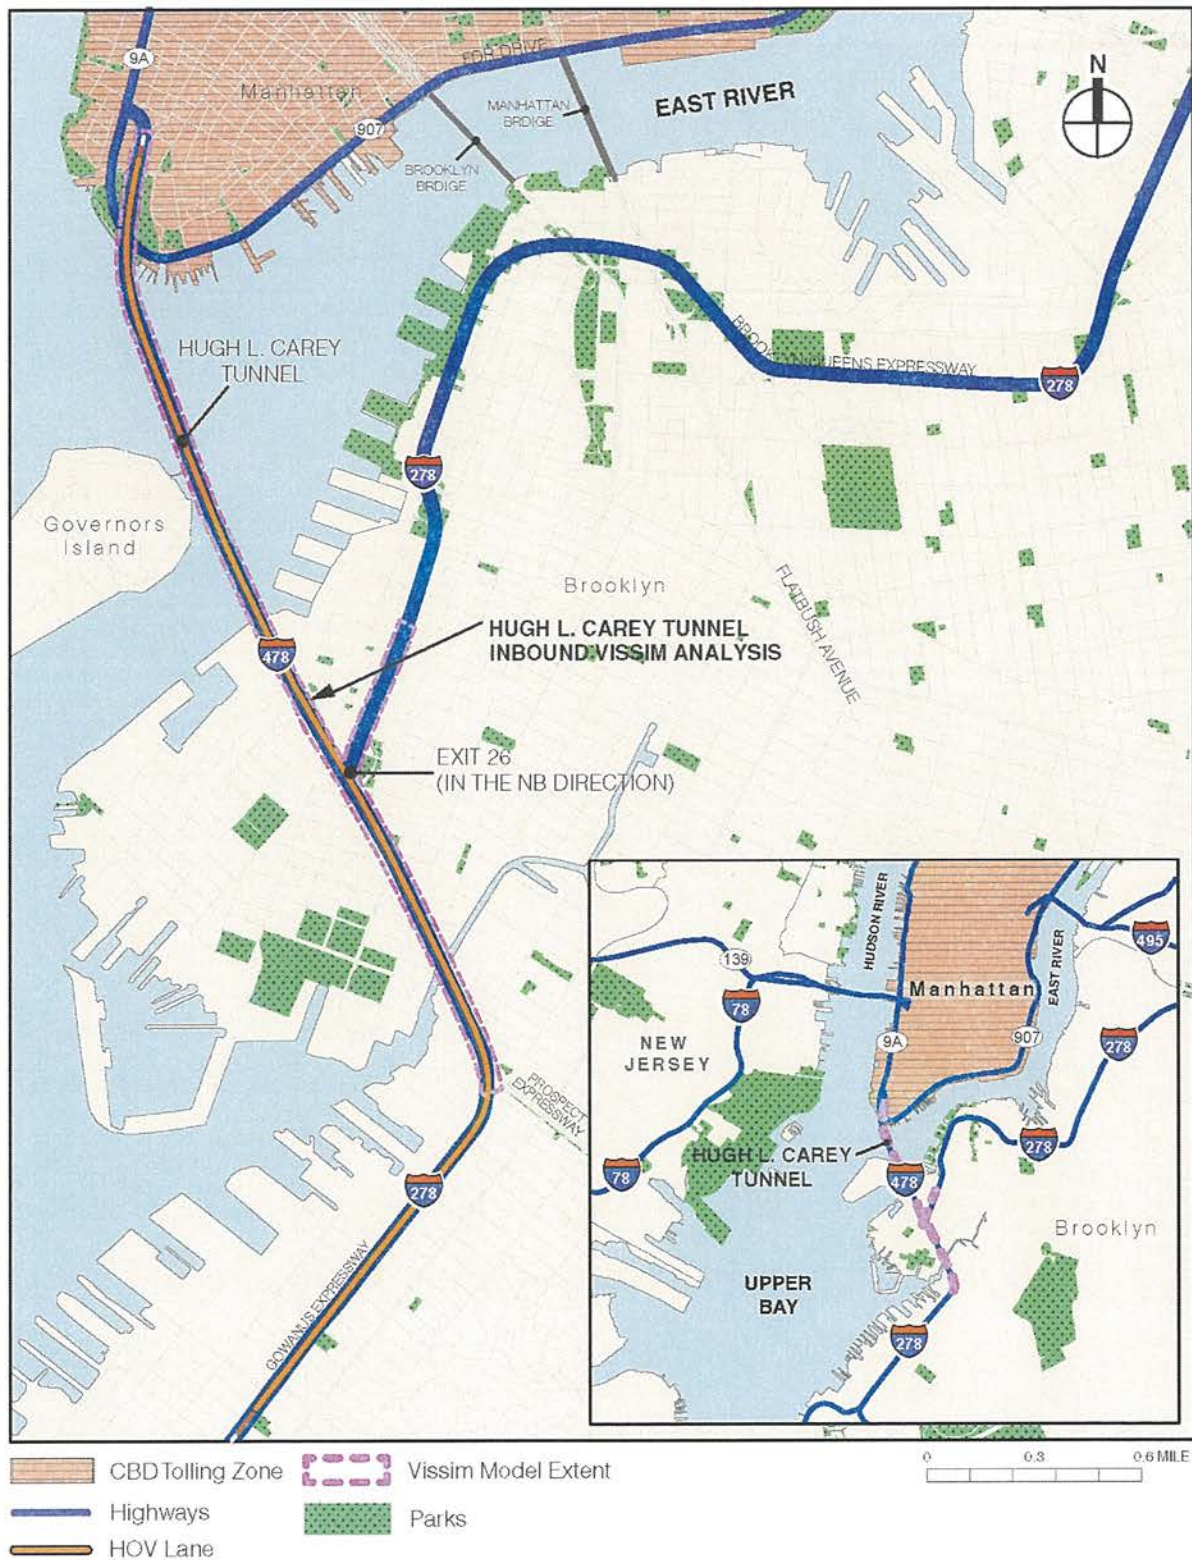 9A
Manhattan
FDR DRIVE
907
MANHATTAN
BRDIGE
BROOKLYN
BRDIGE
EAST RIVER
N
HUGH L. CAREY
TUNNEL
BROOKLYN QUEENS EXPRESSWAY
278
278
Governors
Island
Brooklyn
FLATBUSH AVENUE
HUGH L. CAREY TUNNEL
INBOUND VISSIM ANALYSIS
478
EXIT 26
(IN THE NB DIRECTION)
PROSPECT
EXPRESSWAY
278
GOWANUS EXPRESSWAY
HUDSON RIVER
EAST RIVER
495
139
78
Manhattan
9A
907
278
NEW
JERSEY
278
HUGH L. CAREY
TUNNEL
78
478
Brooklyn
UPPER
BAY
278
CBD Tolling Zone
Vissim Model Extent
0 0.3 0.6 MILE
Highways
Parks
HOV Lane